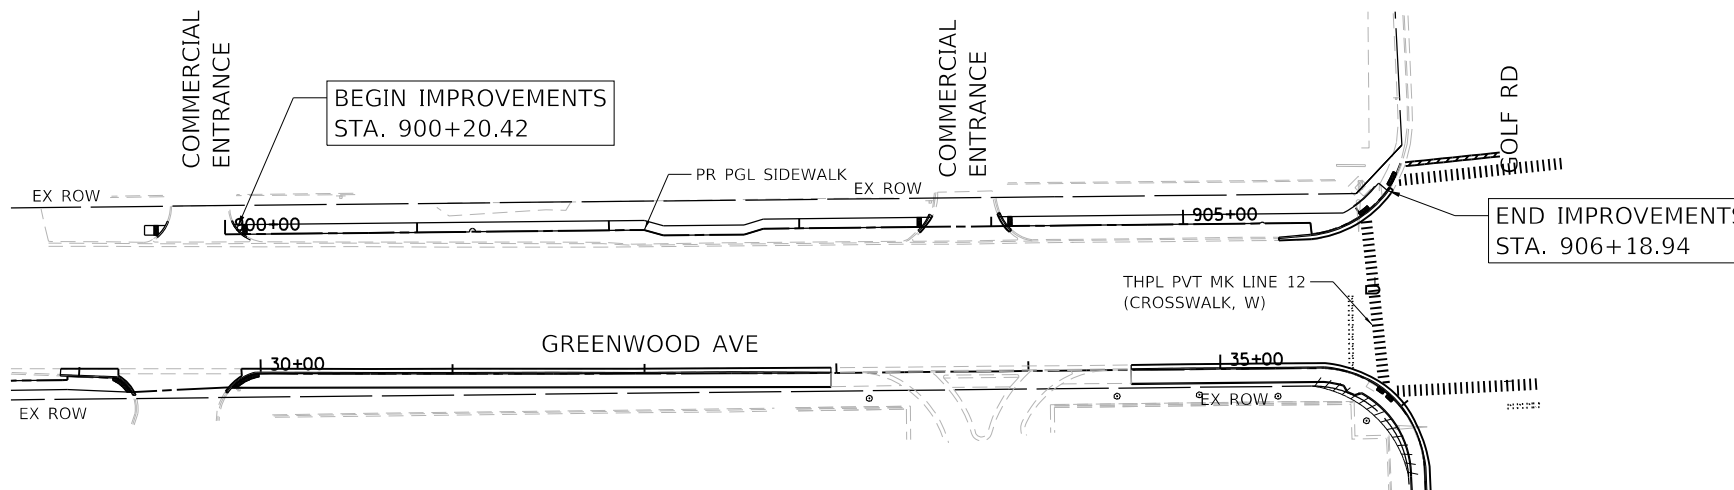 COMMERCIAL
ENTRANCE
COMMERCIAL
ENTRANCE
GOLF RD
BEGIN IMPROVEMENTS
STA. 900+20.42
PR PGL SIDEWALK
EX ROW
EX ROW
900+00
905+00
END IMPROVEMENTS
STA. 906+18.94
THPL PVT MK LINE 12
(CROSSWALK, W)
GREENWOOD AVE
30+00
35+00
EX ROW
EX ROW